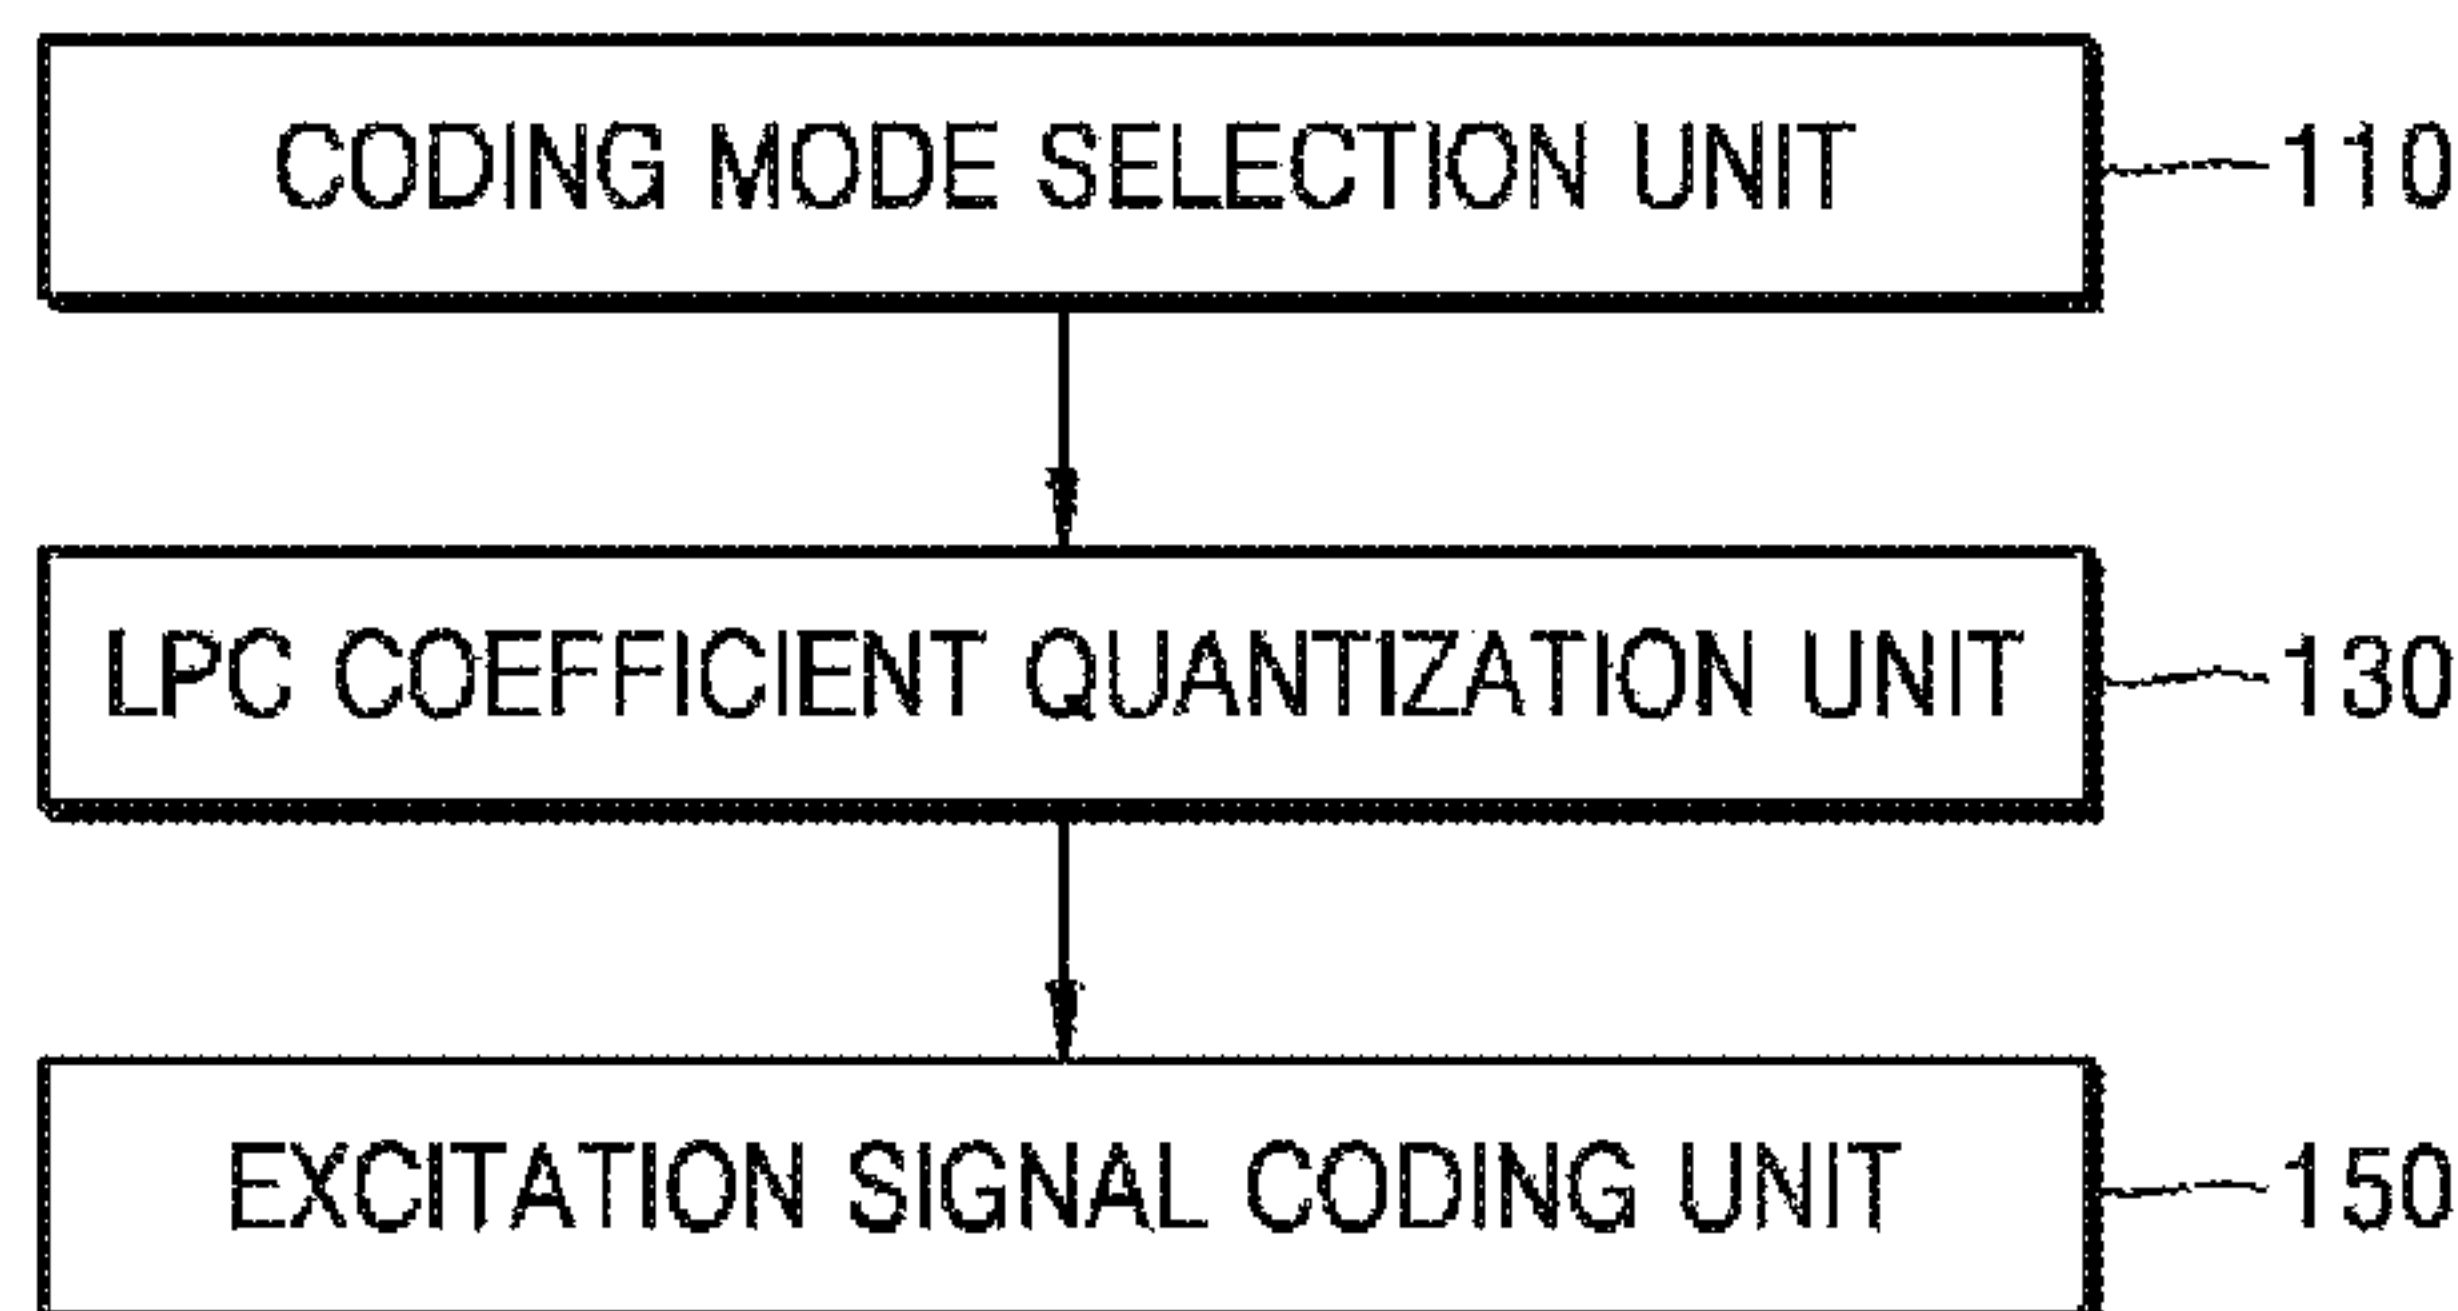 CODING MODE SELECTION UNIT 110
LPC COEFFICIENT QUANTIZATION UNIT 130
EXCITATION SIGNAL CODING UNIT 150